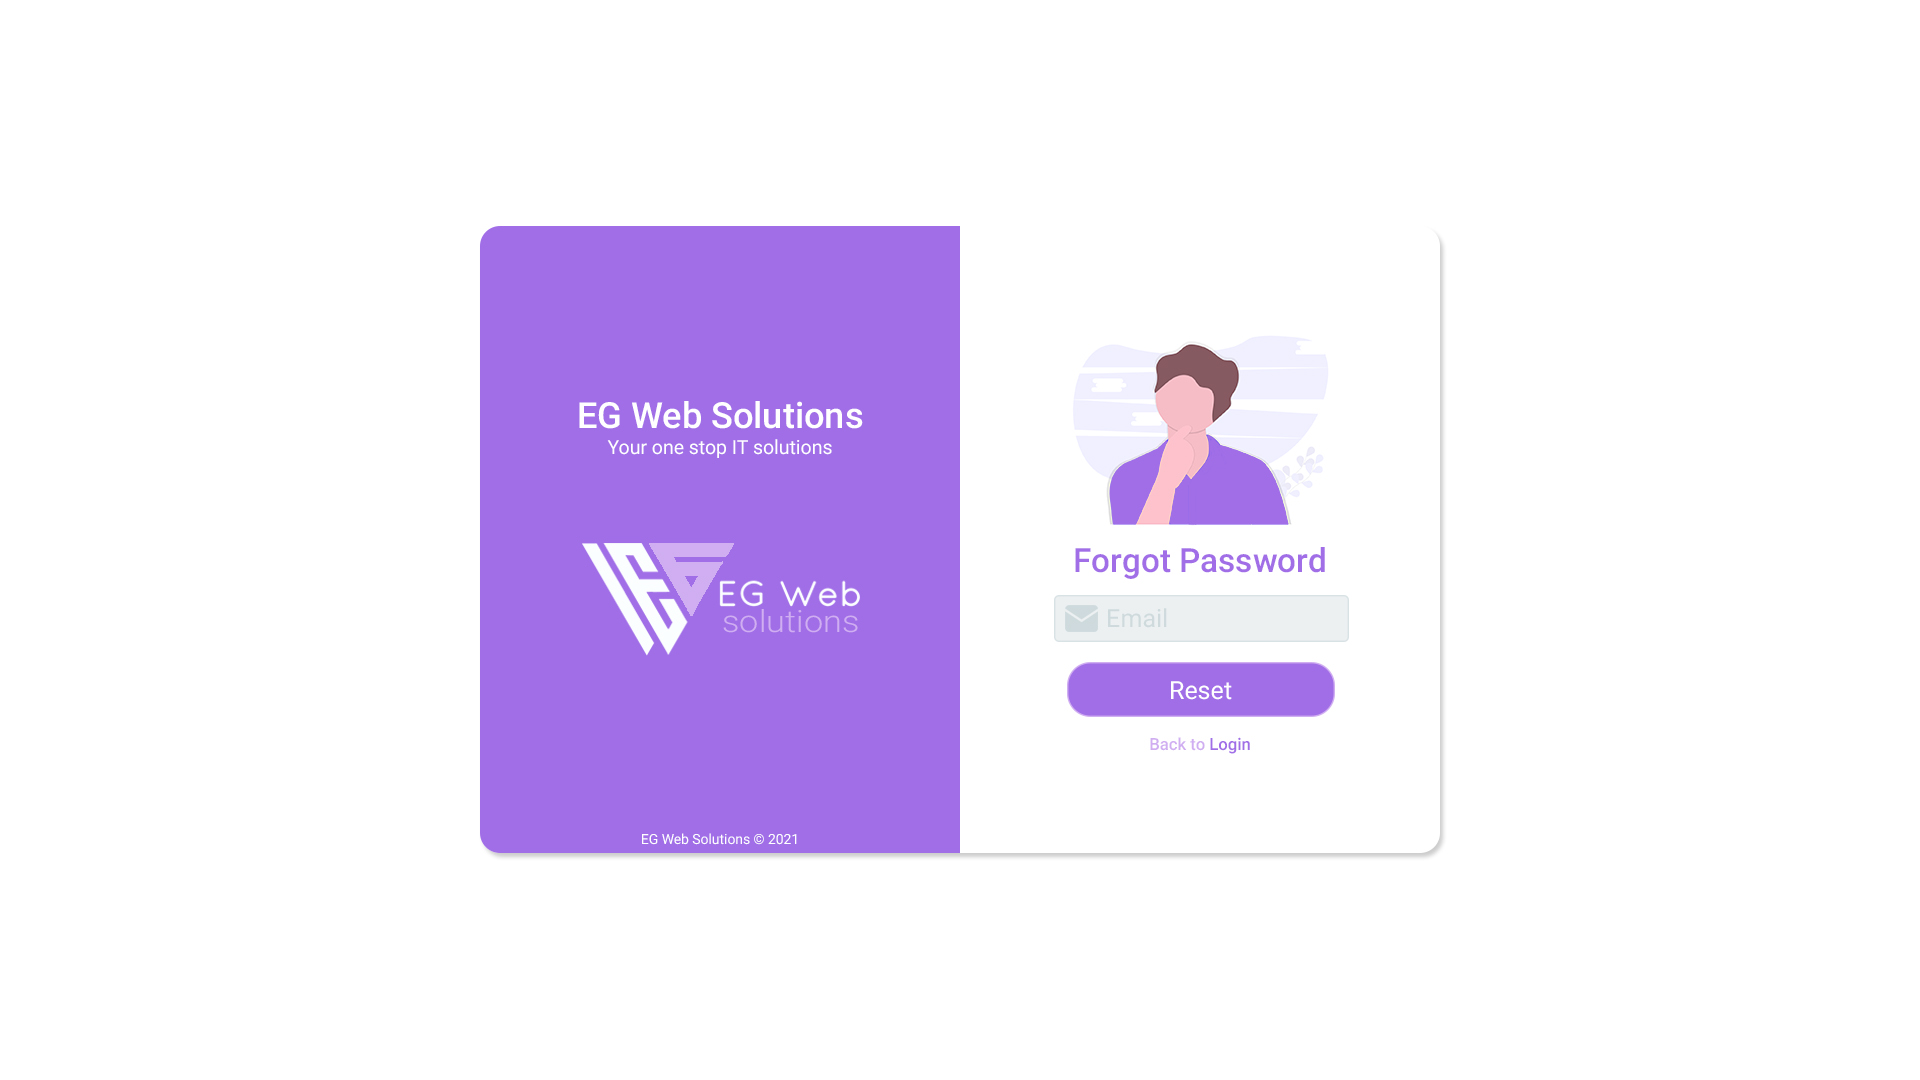 EG Web Solutions
Your one stop IT solutions
EG Web
solutions
EG Web Solutions © 2021
Forgot Password
Email
Reset
Back to Login